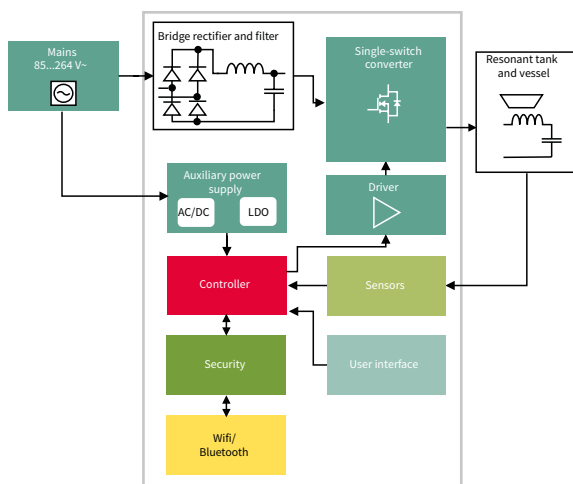 Mains
85...264 V~
Bridge rectifier and filter
Single-switch
converter
Resonant tank
and vessel
Auxiliary power
supply
AC/DC
LDO
Driver
Controller
Sensors
Security
User interface
Wifi/
Bluetooth